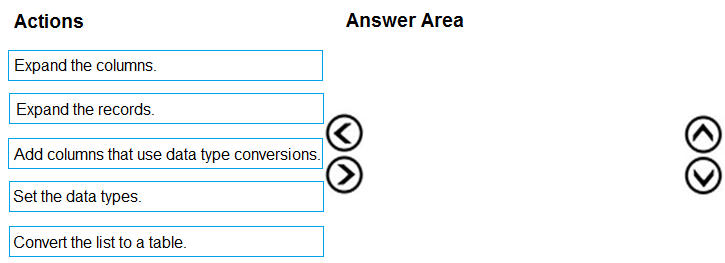 Actions
Answer Area
Expand the columns.
Expand the records.
Add columns that use data type conversions.
Set the data types.
Convert the list to a table.